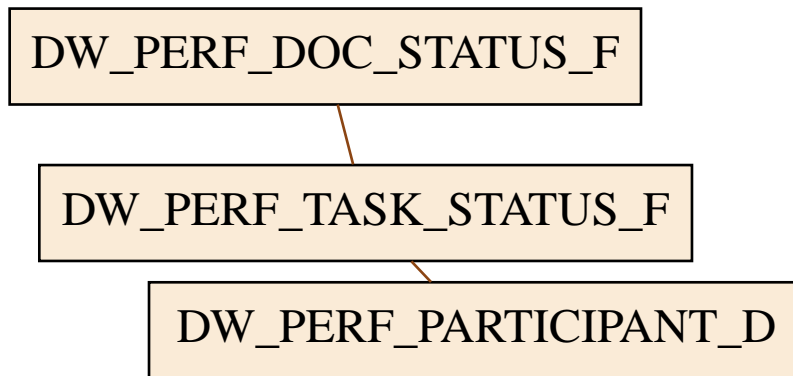 DW_PERF_DOC_STATUS_F
DW_PERF_TASK_STATUS_F
DW_PERF_PARTICIPANT_D